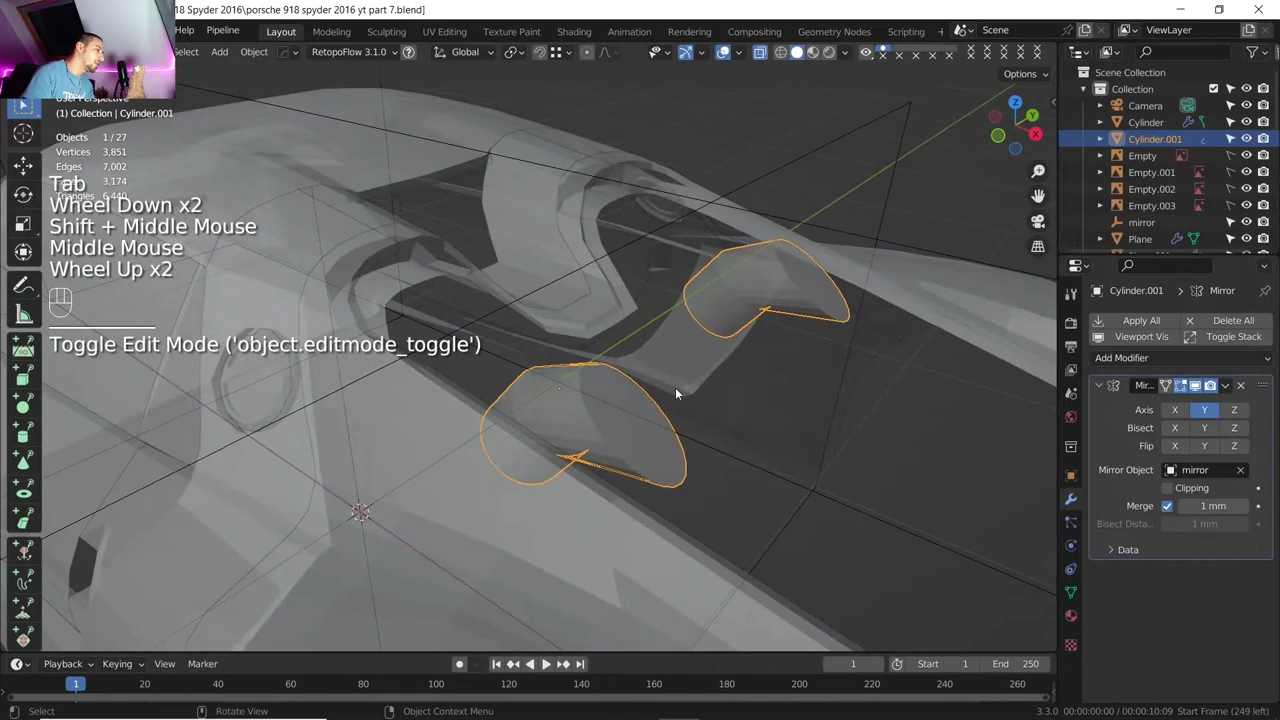 18 Spyder 2016\porsche 918 spyder 2016 yt part 7.blend]
Help Pipeline Layout Modeling Sculpting UV Editing Texture Paint Shading Animation Rendering Compositing Geometry Nodes Scripting Scene ViewLayer
Select Add Object RetopoFlow 3.1.0 Global
Options
User Perspective
(1) Collection | Cylinder.001
Objects 1/27
Vertices 3,851
Edges 7,002
3,174
Triangles 6,440
Tab
Wheel Down x2
Shift + Middle Mouse
Middle Mouse
Wheel Up x2
Toggle Edit Mode ('object.editmode_toggle')
Z
Y
X
Scene Collection
Collection
Camera
Cylinder
Cylinder.001
Empty
Empty.001
Empty.002
Empty.003
mirror
Plane
Cylinder.001 Mirror
Apply All Delete All
Viewport Vis Toggle Stack
Add Modifier
Mir...
Axis X Y Z
Bisect X Y Z
Flip X Y Z
Mirror Object mirror
Clipping
Merge 1 mm
Bisect Dista... 1 mm
Data
Playback Keying View Marker 1 Start 1 End 250
1 20 40 60 80 100 120 140 160 180 200 220 240 260
Select Rotate View Object Context Menu 3.3.0 00:00:00:00 / 00:00:10:09 Start Frame (249 left)